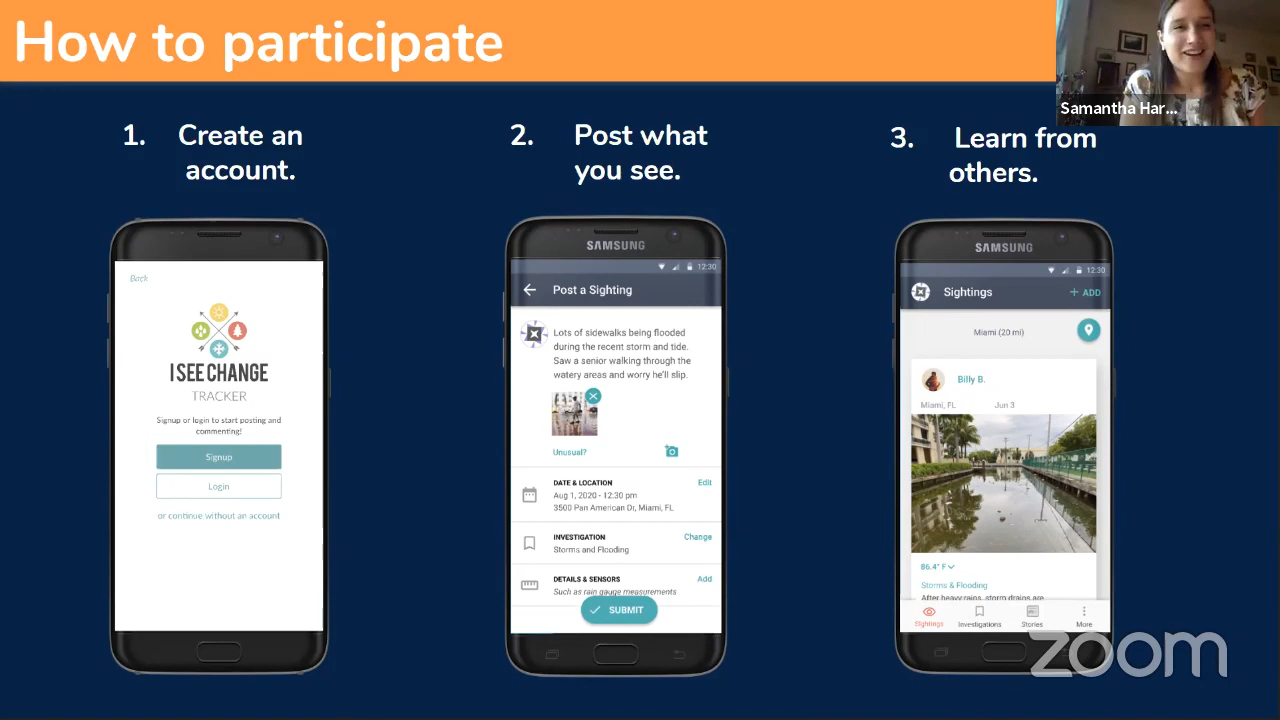 How to participate
Samantha Har...
1. Create an
account.
2. Post what
you see.
3. Learn from
others.
Back
I SEE CHANGE
TRACKER
Signup or login to start posting and
commenting!
Signup
Login
or continue without an account
SAMSUNG
12:30
Post a Sighting
Lots of sidewalks being flooded
during the recent storm and tide.
Saw a senior walking through the
watery areas and worry he'll slip.
Unusual?
DATE & LOCATION
Edit
Aug 1, 2020 - 12:30 pm
3500 Pan American Dr, Miami, FL
INVESTIGATION
Change
Storms and Flooding
DETAILS & SENSORS
Add
Such as rain gauge measurements
SUBMIT
SAMSUNG
12:30
Sightings
+ ADD
Miami (20 mi)
Billy B.
Miami, FL
Jun 3
86.4° F
Storms & Flooding
After heavy rains, storm drains are
Sightings
Investigations
Stories
More
zoom